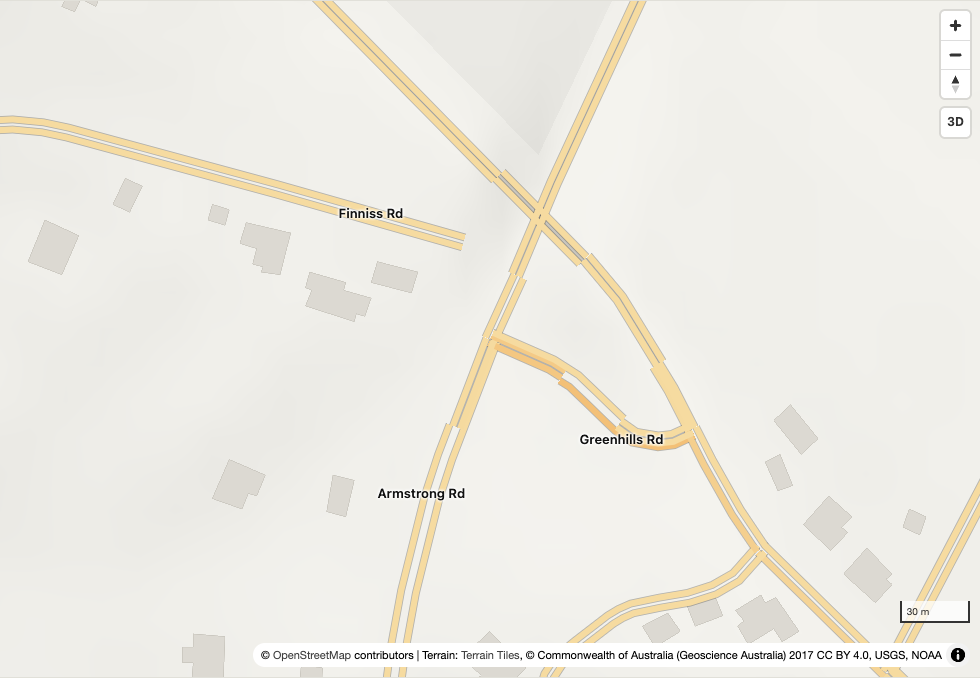 3D
Finniss Rd
Greenhills Rd
Armstrong Rd
30 m
© OpenStreetMap contributors | Terrain: Terrain Tiles, © Commonwealth of Australia (Geoscience Australia) 2017 CC BY 4.0, USGS, NOAA